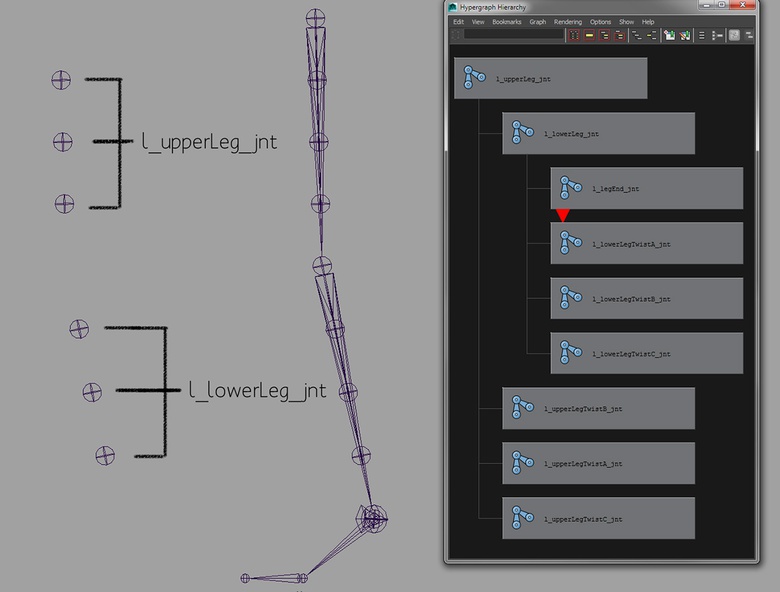 l_upperLeg_jnt
l_lowerLeg_jnt
Hypergraph Hierarchy
Edit View Bookmarks Graph Rendering Options Show Help
l_upperLeg_jnt
l_lowerLeg_jnt
l_legEnd_jnt
l_lowerLegTwistA_jnt
l_lowerLegTwistB_jnt
l_lowerLegTwistC_jnt
l_upperLegTwistB_jnt
l_upperLegTwistA_jnt
l_upperLegTwistC_jnt